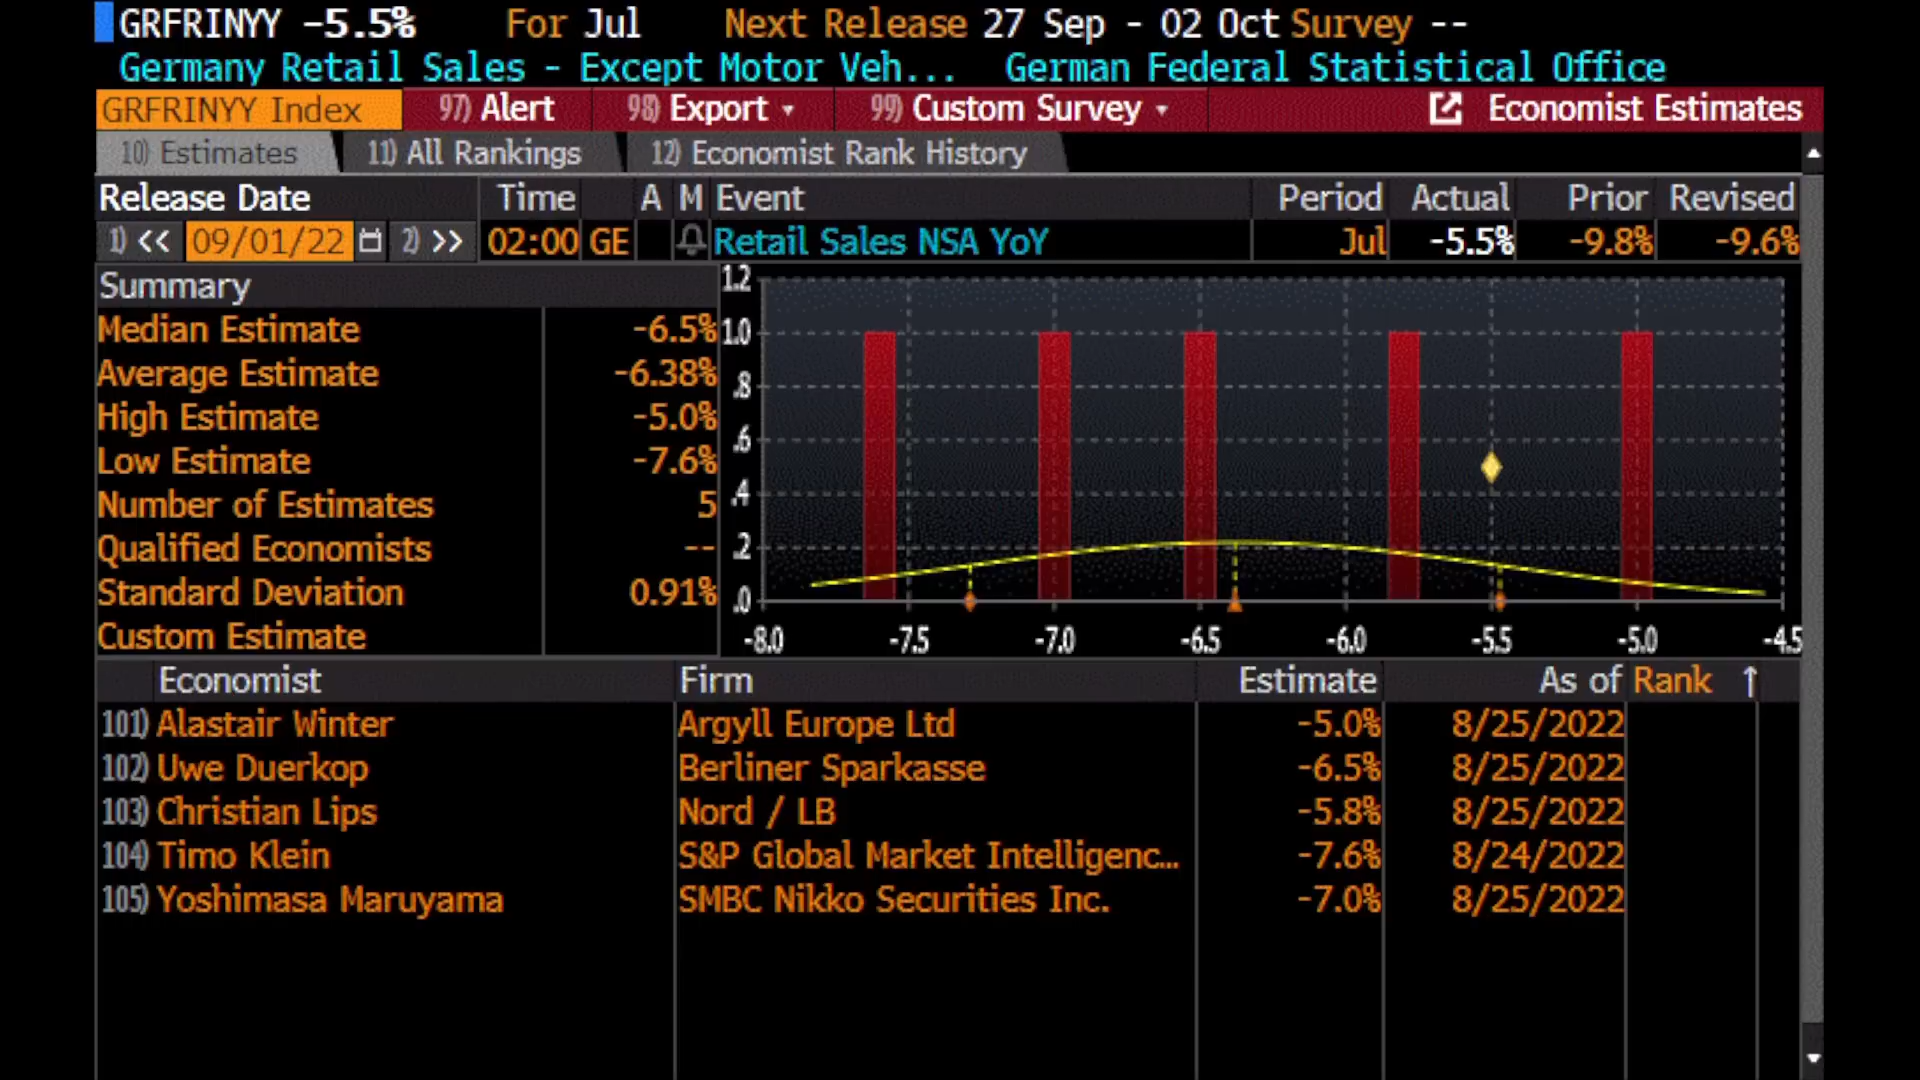 GRFRINYY -5.5% For Jul Next Release 27 Sep - 02 Oct Survey --
Germany Retail Sales - Except Motor Veh... German Federal Statistical Office
GRFRINYY Index 97) Alert 98) Export 99) Custom Survey Economist Estimates
10) Estimates 11) All Rankings 12) Economist Rank History
Release Date Time A M Event Period Actual Prior Revised
1) << 09/01/22 2) >> 02:00 GE Retail Sales NSA YoY Jul -5.5% -9.8% -9.6%
Summary
Median Estimate -6.5%
Average Estimate -6.38%
High Estimate -5.0%
Low Estimate -7.6%
Number of Estimates 5
Qualified Economists --
Standard Deviation 0.91%
Custom Estimate
1.2
1.0
.8
.6
.4
.2
.0
-8.0 -7.5 -7.0 -6.5 -6.0 -5.5 -5.0 -4.5
Economist Firm Estimate As of Rank ↑
101) Alastair Winter Argyll Europe Ltd -5.0% 8/25/2022
102) Uwe Duerkop Berliner Sparkasse -6.5% 8/25/2022
103) Christian Lips Nord / LB -5.8% 8/25/2022
104) Timo Klein S&P Global Market Intelligenc... -7.6% 8/24/2022
105) Yoshimasa Maruyama SMBC Nikko Securities Inc. -7.0% 8/25/2022